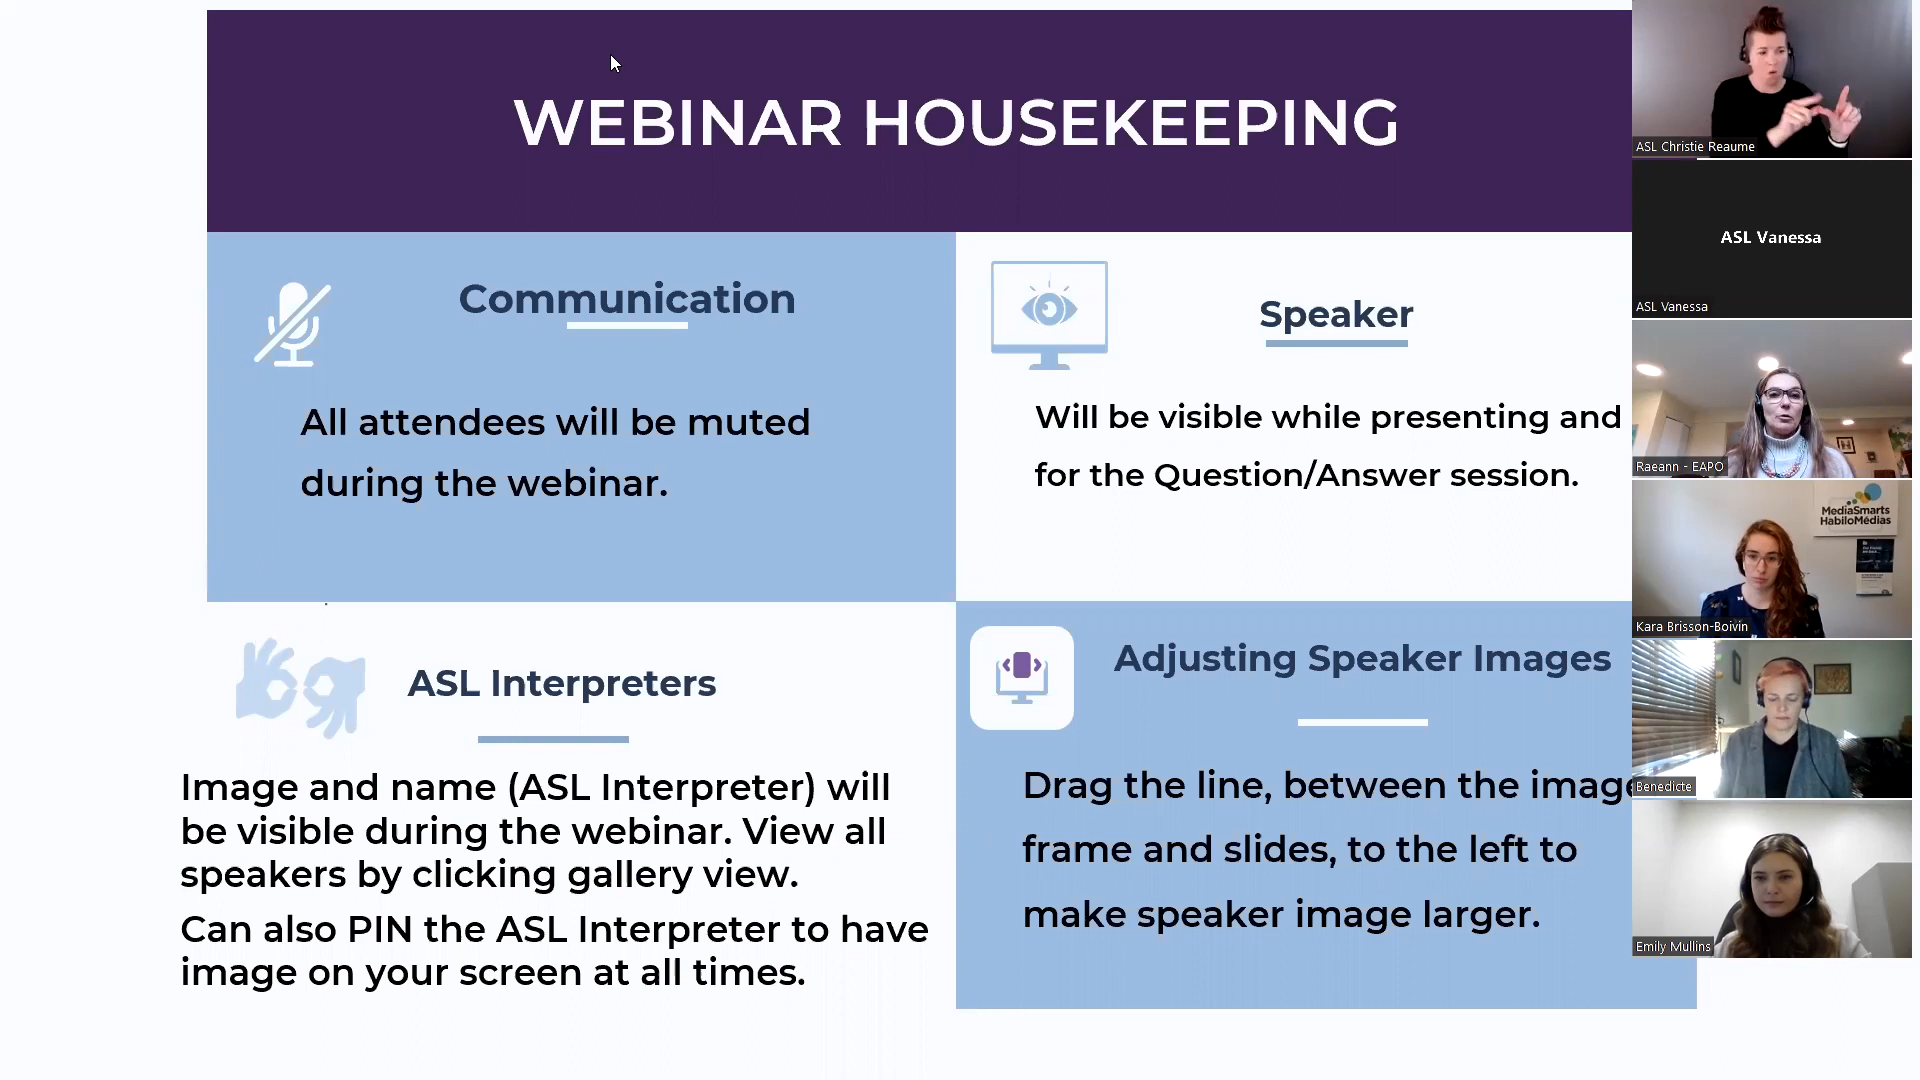 WEBINAR HOUSEKEEPING
Communication
All attendees will be muted
during the webinar.
Speaker
Will be visible while presenting and
for the Question/Answer session.
ASL Interpreters
Image and name (ASL Interpreter) will
be visible during the webinar. View all
speakers by clicking gallery view.
Can also PIN the ASL Interpreter to have
image on your screen at all times.
Adjusting Speaker Images
Drag the line, between the image
frame and slides, to the left to
make speaker image larger.
ASL Christie Reaume
ASL Vanessa
ASL Vanessa
Raeann - EAPO
MediaSmarts
HabiloMédias
Kara Brisson-Boivin
Benedicte
Emily Mullins